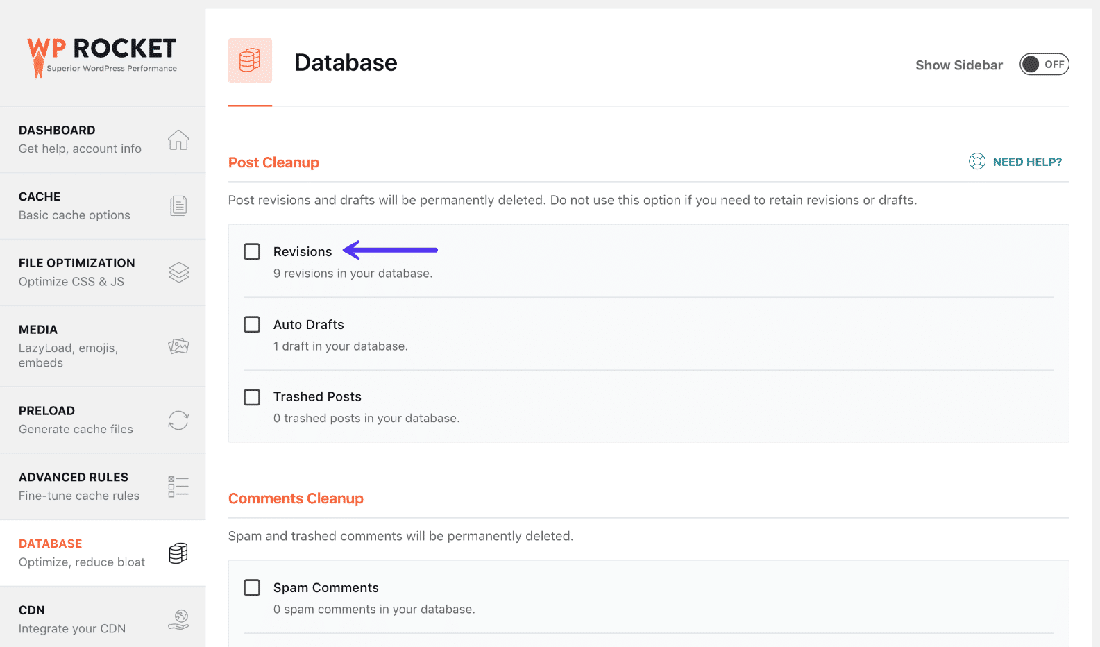 WP ROCKET
Superior WordPress Performance
DASHBOARD
Get help, account info
CACHE
Basic cache options
FILE OPTIMIZATION
Optimize CSS & JS
MEDIA
LazyLoad, emojis,
embeds
PRELOAD
Generate cache files
ADVANCED RULES
Fine-tune cache rules
DATABASE
Optimize, reduce bloat
CDN
Integrate your CDN
Database
Show Sidebar
OFF
Post Cleanup
NEED HELP?
Post revisions and drafts will be permanently deleted. Do not use this option if you need to retain revisions or drafts.
Revisions
9 revisions in your database.
Auto Drafts
1 draft in your database.
Trashed Posts
0 trashed posts in your database.
Comments Cleanup
Spam and trashed comments will be permanently deleted.
Spam Comments
0 spam comments in your database.